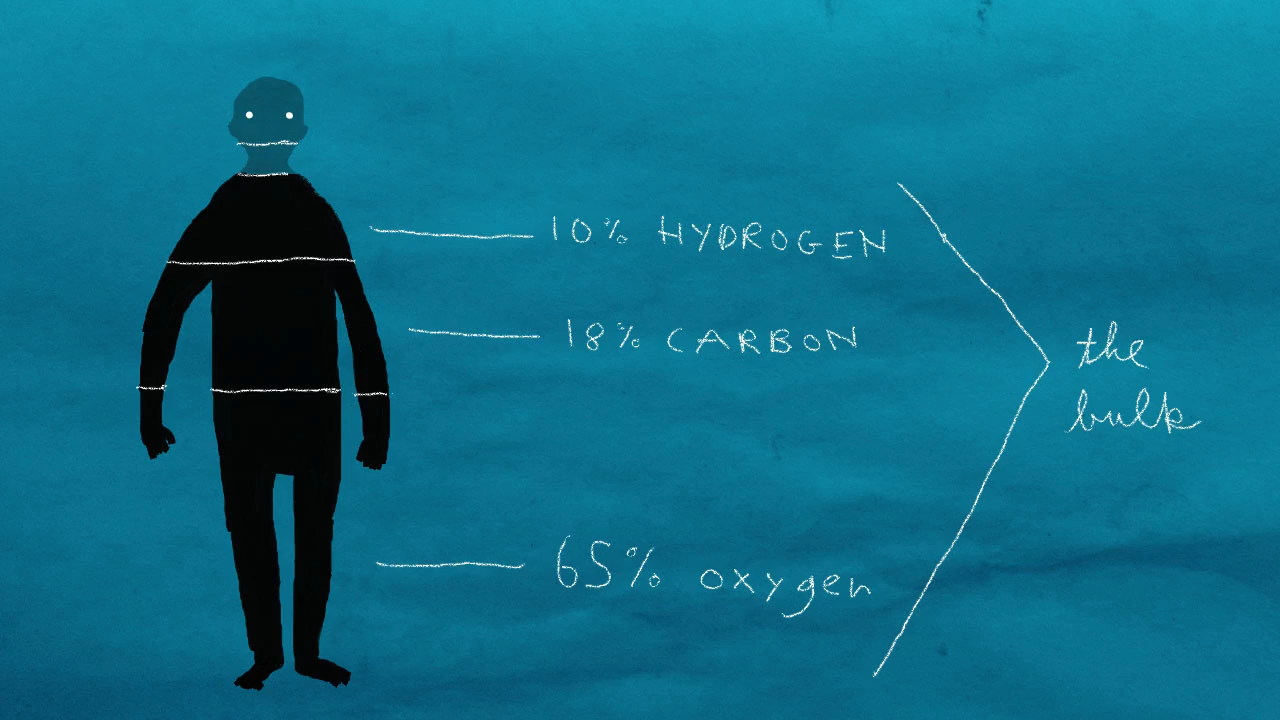 10% HYDROGEN
18% CARBON
the
bulk
65% oxygen